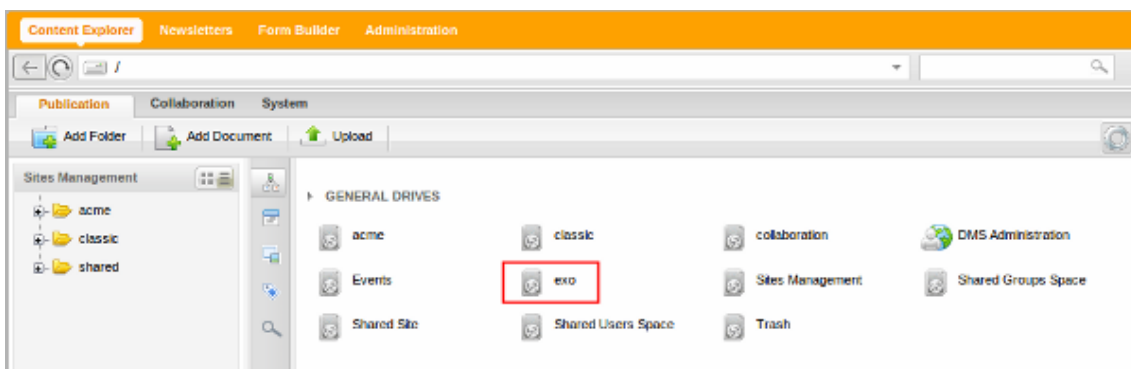 Content Explorer Newsletters Form Builder Administration
/
Publication Collaboration System
Add Folder Add Document Upload
Sites Management
acme
classic
shared
GENERAL DRIVES
acme classic collaboration DMS Administration
Events exo Sites Management Shared Groups Space
Shared Site Shared Users Space Trash